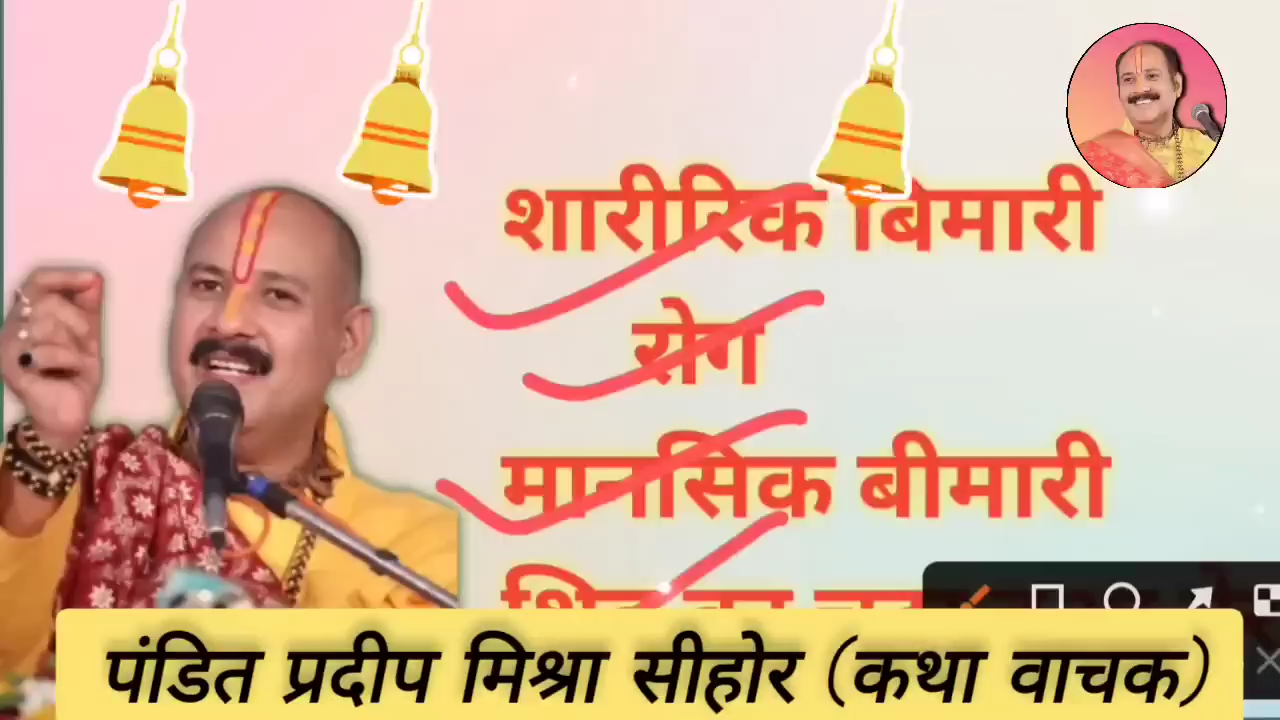 शारीरिक बिमारी
रोग
मानसिक बीमारी
पंडित प्रदीप मिश्रा सीहोर (कथा वाचक)